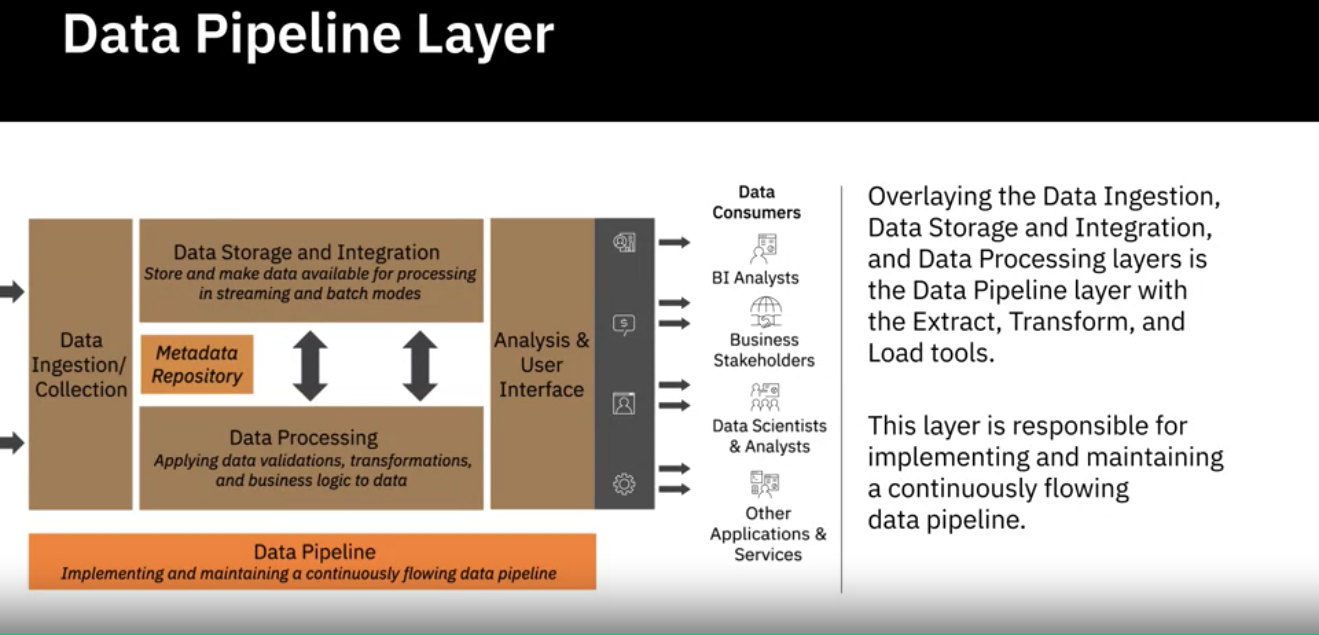 Data Pipeline Layer
Data
Ingestion/
Collection
Data Storage and Integration
Store and make data available for processing
in streaming and batch modes
Metadata
Repository
Data Processing
Applying data validations, transformations,
and business logic to data
Analysis &
User
Interface
$
Data Pipeline
Implementing and maintaining a continuously flowing data pipeline
Data
Consumers
BI Analysts
Business
Stakeholders
Data Scientists
& Analysts
Other
Applications &
Services
Overlaying the Data Ingestion,
Data Storage and Integration,
and Data Processing layers is
the Data Pipeline layer with
the Extract, Transform, and
Load tools.
This layer is responsible for
implementing and maintaining
a continuously flowing
data pipeline.